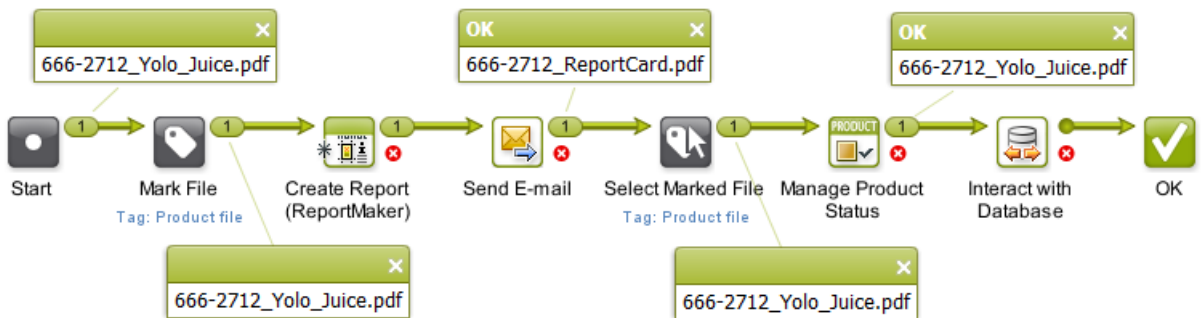 666-2712_Yolo_Juice.pdf
OK
666-2712_ReportCard.pdf
OK
666-2712_Yolo_Juice.pdf
1
1
1
1
1
1
PRODUCT
Start
Mark File
Tag: Product file
Create Report
(ReportMaker)
Send E-mail
Select Marked File
Tag: Product file
Manage Product
Status
Interact with
Database
OK
666-2712_Yolo_Juice.pdf
666-2712_Yolo_Juice.pdf